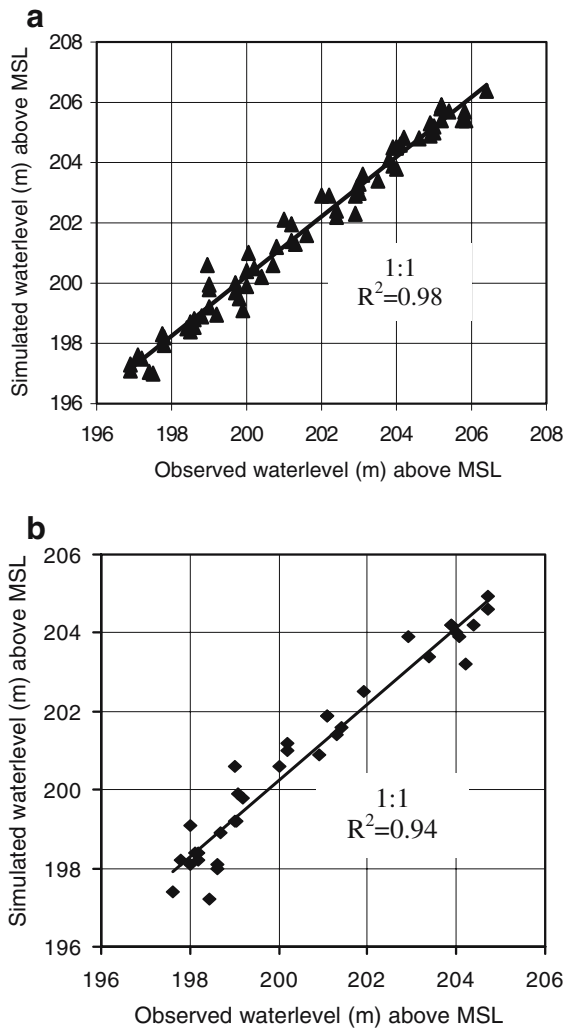 a
208
206
204
202
200
198
196
Simulated waterlevel (m) above MSL
1:1
R²=0.98
196 198 200 202 204 206 208
Observed waterlevel (m) above MSL
b
206
204
202
200
198
196
Simulated waterlevel (m) above MSL
1:1
R²=0.94
196 198 200 202 204 206
Observed waterlevel (m) above MSL